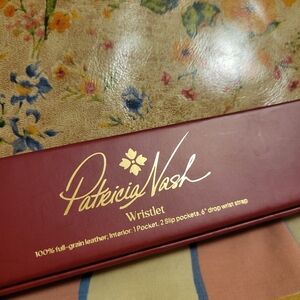 Patricia Nash
Wristlet
100% full-grain leather; Interior: 1 Pocket, 2 Slip pockets, 6" drop wrist strap